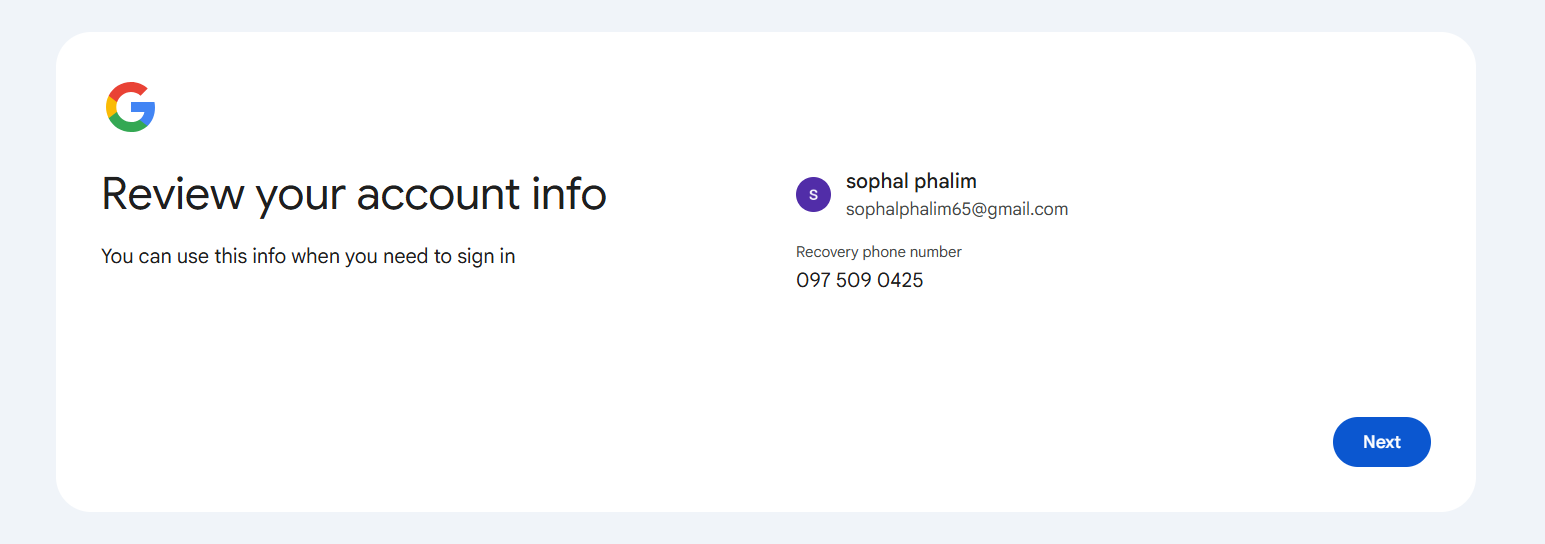 Review your account info
You can use this info when you need to sign in
S
sophal phalim
sophalphalim65@gmail.com
Recovery phone number
097 509 0425
Next